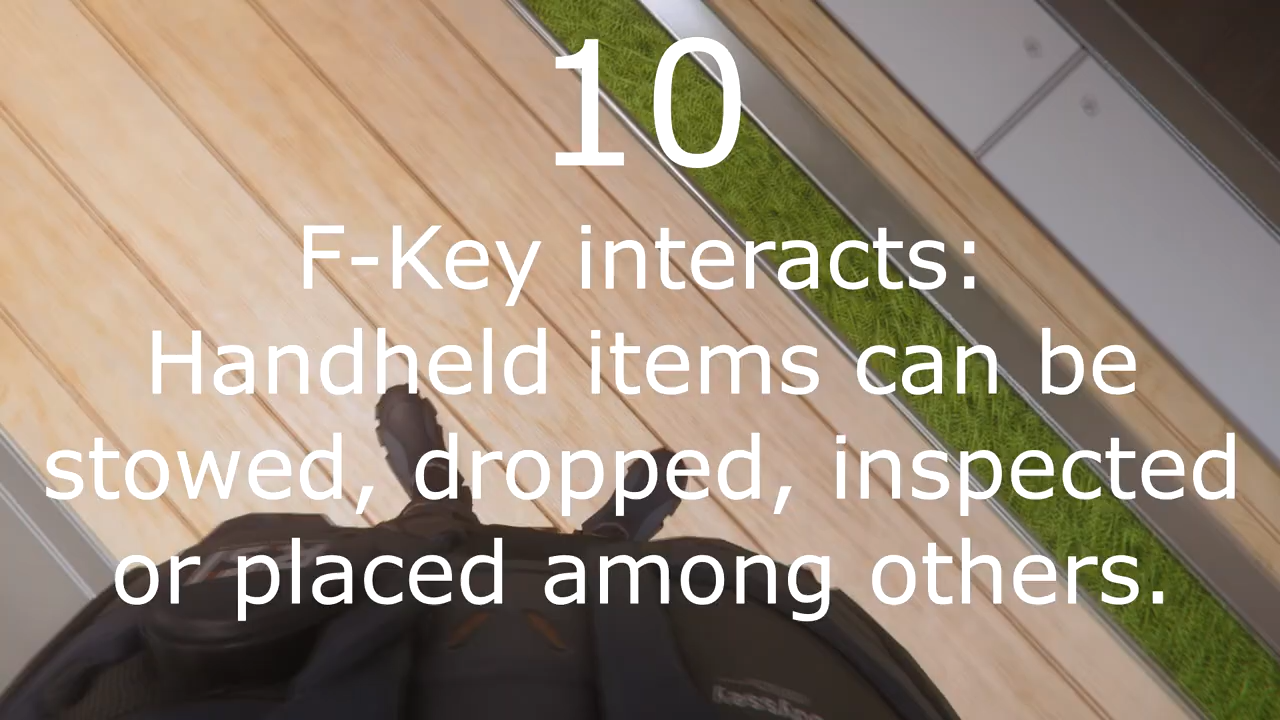 10
F-Key interacts:
Handheld items can be
stowed, dropped, inspected
or placed among others.